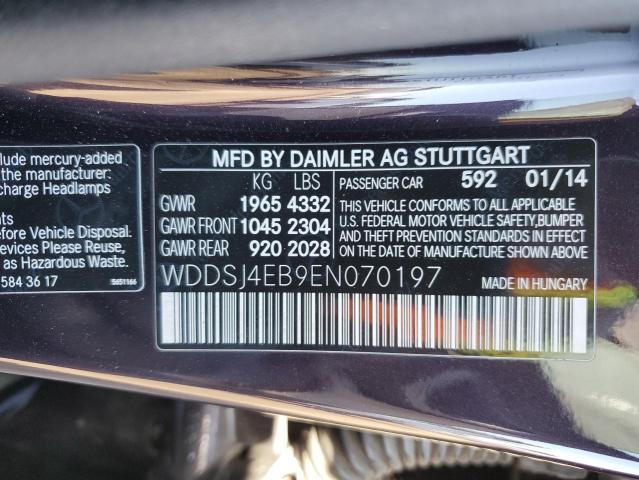 clude mercury-added
the manufacturer:
charge Headlamps
nts
efore Vehicle Disposal:
evices Please Reuse,
e as Hazardous Waste.
584 36 17 5651166
MFD BY DAIMLER AG STUTTGART
KG LBS
GVWR 1965 4332
GAWR FRONT 1045 2304
GAWR REAR 920 2028
PASSENGER CAR 592 01/14
THIS VEHICLE CONFORMS TO ALL APPLICABLE
U.S. FEDERAL MOTOR VEHICLE SAFETY,BUMPER
AND THEFT PREVENTION STANDARDS IN EFFECT
ON THE DATE OF MANUFACTURE SHOWN ABOVE.
WDDSJ4EB9EN070197 MADE IN HUNGARY